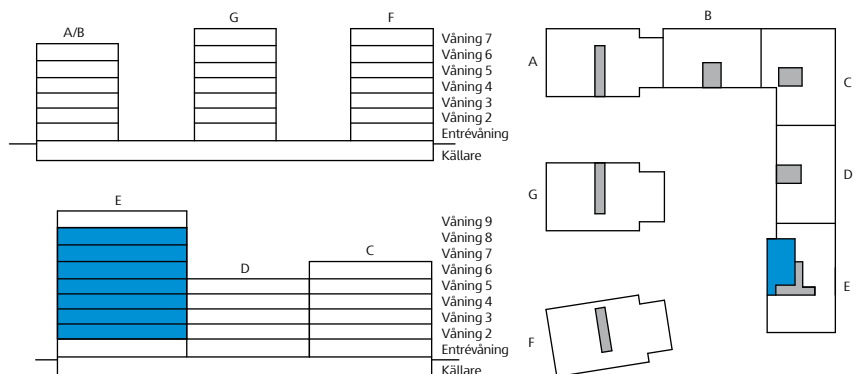 A/B
G
F
Våning 7
Våning 6
Våning 5
Våning 4
Våning 3
Våning 2
Entrévåning
Källare
E
D
C
Våning 9
Våning 8
Våning 7
Våning 6
Våning 5
Våning 4
Våning 3
Våning 2
Entrévåning
Källare
B
A
C
G
D
E
F